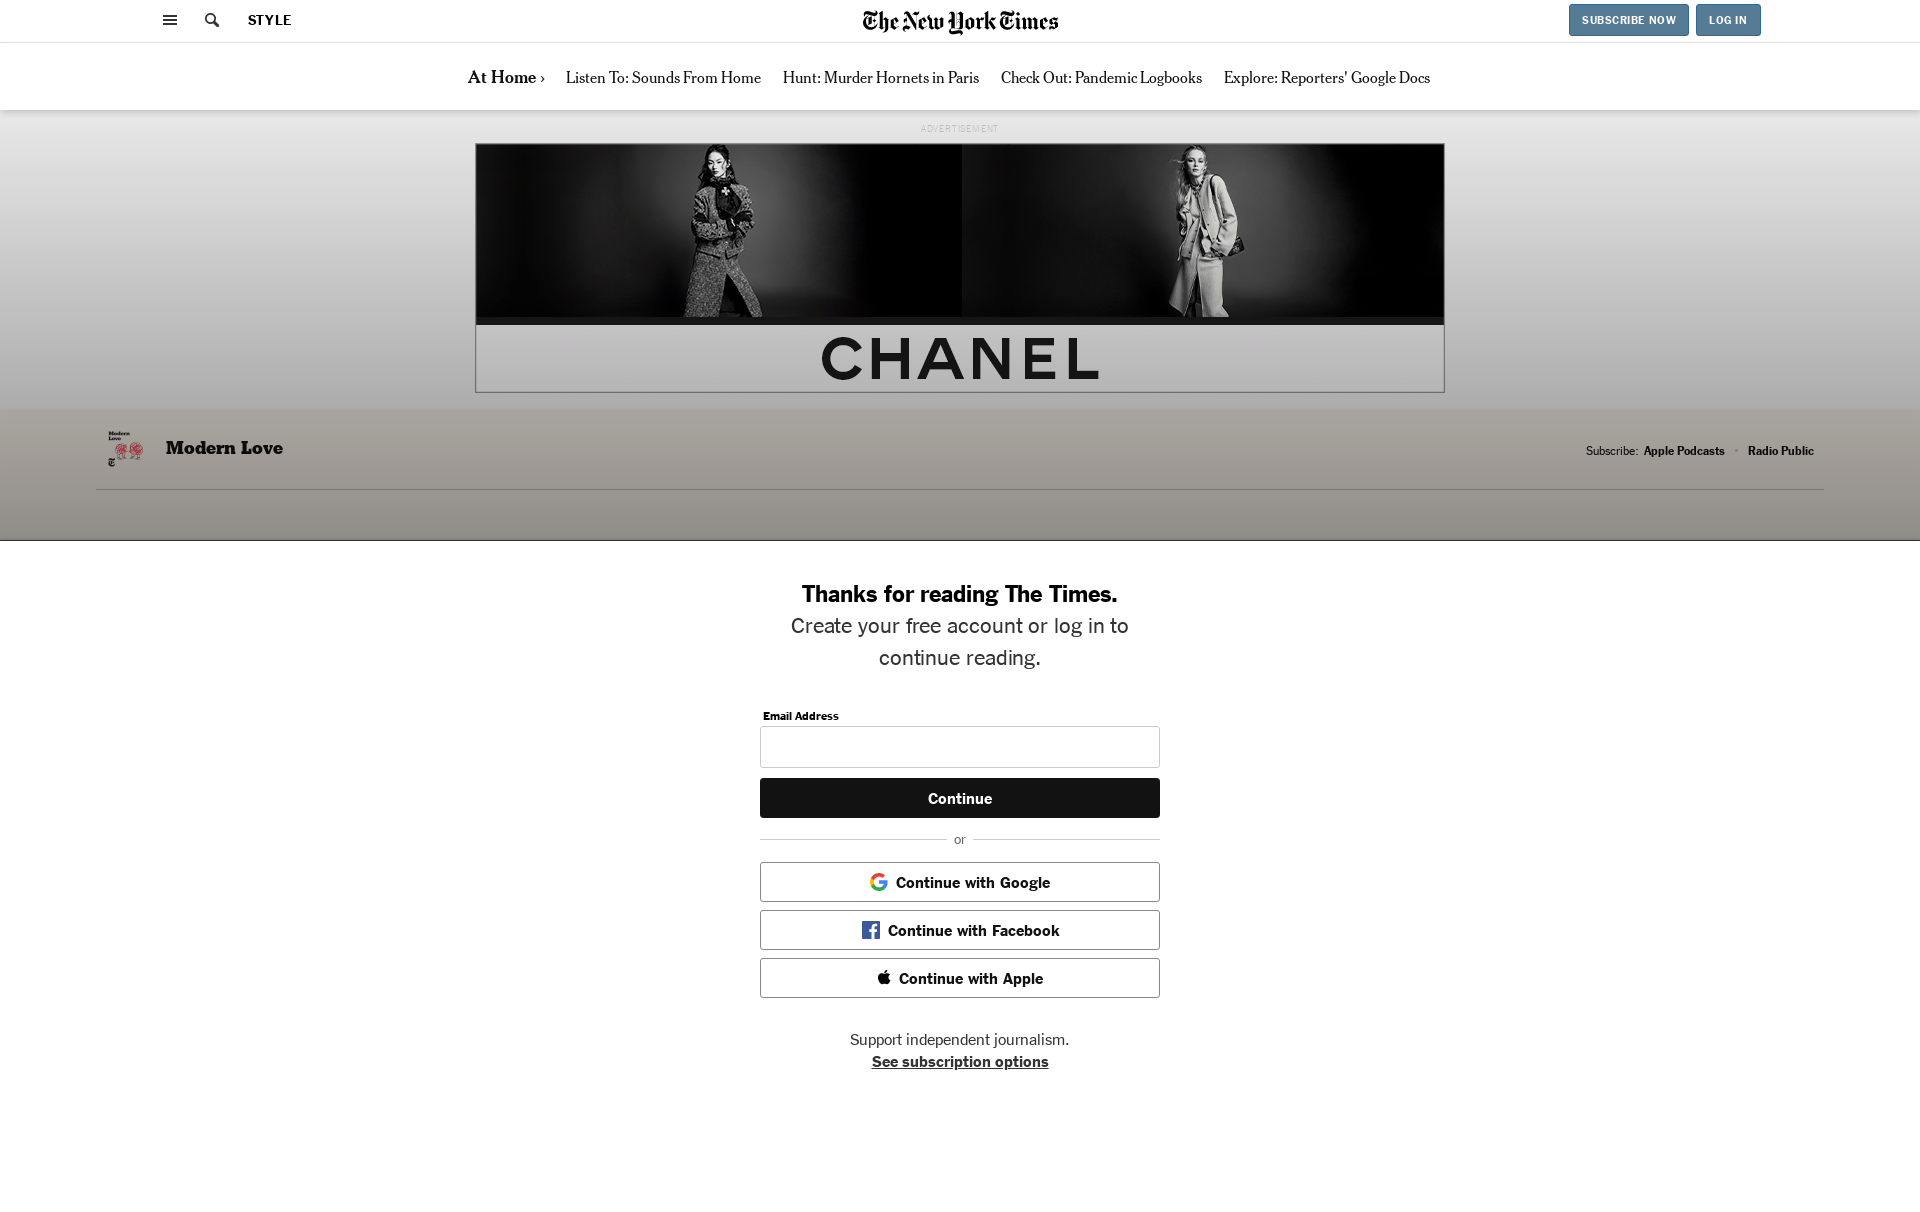 STYLE
The New York Times
SUBSCRIBE NOW
LOG IN
At Home ›
Listen To: Sounds From Home
Hunt: Murder Hornets in Paris
Check Out: Pandemic Logbooks
Explore: Reporters' Google Docs
ADVERTISEMENT
CHANEL
Modern
Love
Modern Love
Subscribe: Apple Podcasts • Radio Public
Thanks for reading The Times.
Create your free account or log in to
continue reading.
Email Address
Continue
or
Continue with Google
Continue with Facebook
Continue with Apple
Support independent journalism.
See subscription options